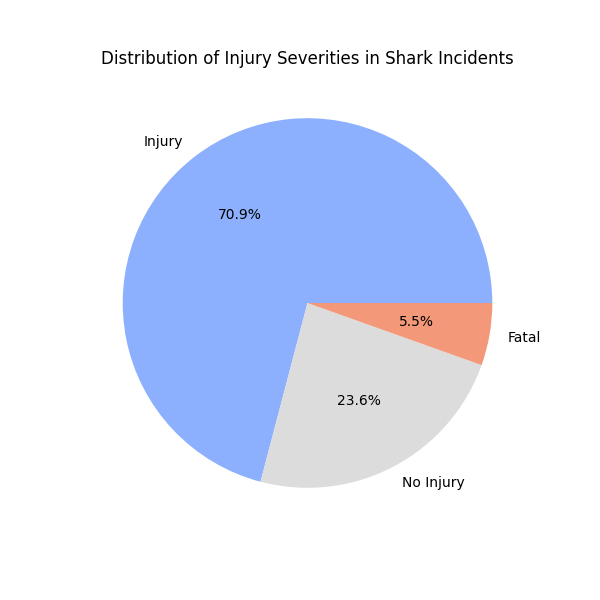 Distribution of Injury Severities in Shark Incidents
Injury
70.9%
5.5%
Fatal
23.6%
No Injury